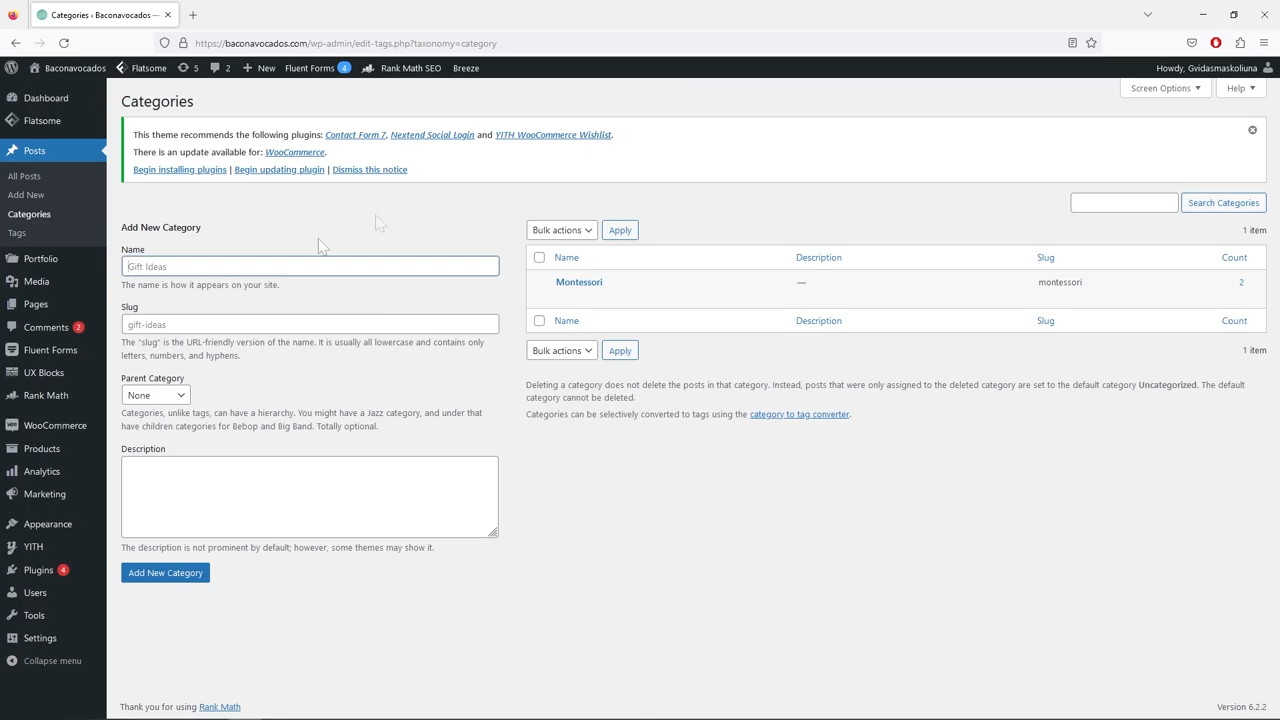 Categories ‹ Baconavocados —
https://baconavocados.com/wp-admin/edit-tags.php?taxonomy=category
Baconavocados
Flatsome
5
2
New
Fluent Forms 4
Rank Math SEO
Breeze
Howdy, Gvidasmaskoliuna
Dashboard
Flatsome
Posts
All Posts
Add New
Categories
Tags
Portfolio
Media
Pages
Comments 2
Fluent Forms
UX Blocks
Rank Math
WooCommerce
Products
Analytics
Marketing
Appearance
YITH
Plugins 4
Users
Tools
Settings
Collapse menu
Screen Options
Help
Categories
This theme recommends the following plugins: Contact Form 7, Nextend Social Login and YITH WooCommerce Wishlist.
There is an update available for: WooCommerce.
Begin installing plugins | Begin updating plugin | Dismiss this notice
Search Categories
Add New Category
Name
Gift Ideas
The name is how it appears on your site.
Slug
gift-ideas
The “slug” is the URL-friendly version of the name. It is usually all lowercase and contains only
letters, numbers, and hyphens.
Parent Category
None
Categories, unlike tags, can have a hierarchy. You might have a Jazz category, and under that
have children categories for Bebop and Big Band. Totally optional.
Description
The description is not prominent by default; however, some themes may show it.
Add New Category
Bulk actions
Apply
1 item
Name
Description
Slug
Count
Montessori
—
montessori
2
Name
Description
Slug
Count
Bulk actions
Apply
1 item
Deleting a category does not delete the posts in that category. Instead, posts that were only assigned to the deleted category are set to the default category Uncategorized. The default
category cannot be deleted.
Categories can be selectively converted to tags using the category to tag converter.
Thank you for using Rank Math
Version 6.2.2